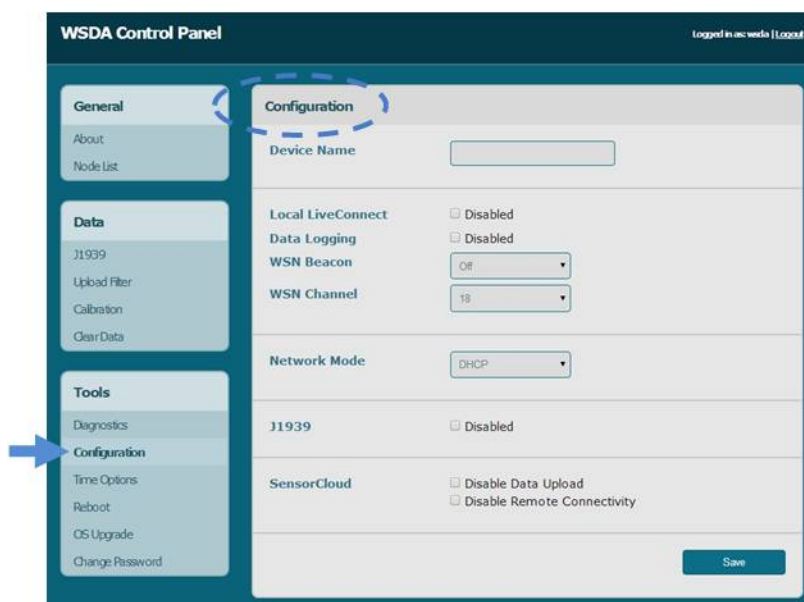 WSDA Control Panel
Logged in as: wsda | Logout
General
About
Node List
Data
J1939
Upload Filter
Calibration
Clear Data
Tools
Diagnostics
Configuration
Time Options
Reboot
OS Upgrade
Change Password
Configuration
Device Name
Local LiveConnect Disabled
Data Logging Disabled
WSN Beacon Off
WSN Channel 18
Network Mode DHCP
J1939 Disabled
SensorCloud Disable Data Upload
Disable Remote Connectivity
Save